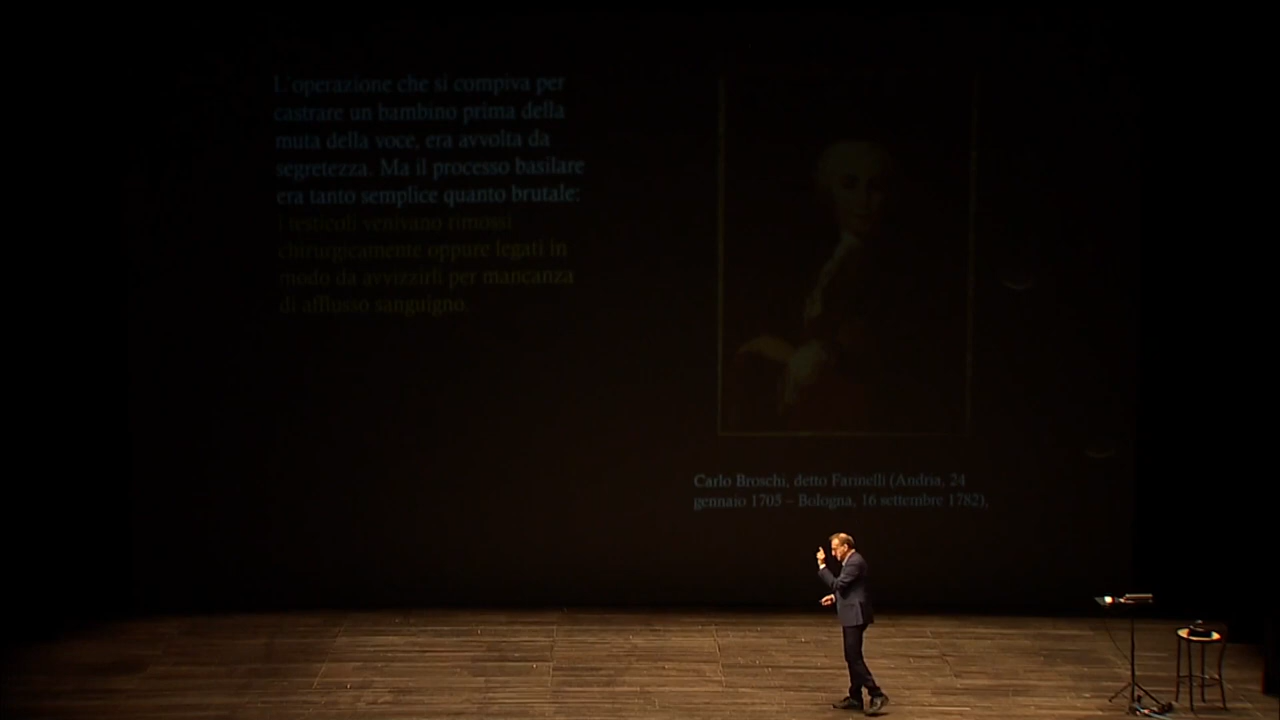 L'operazione che si compiva per
castrare un bambino prima della
muta della voce, era avvolta da
segretezza. Ma il processo basilare
era tanto semplice quanto brutale:
i testicoli venivano rimossi
chirurgicamente oppure legati in
modo da avvizzirli per mancanza
di afflusso sanguigno.
Carlo Broschi, detto Farinelli (Andria, 24
gennaio 1705 – Bologna, 16 settembre 1782),